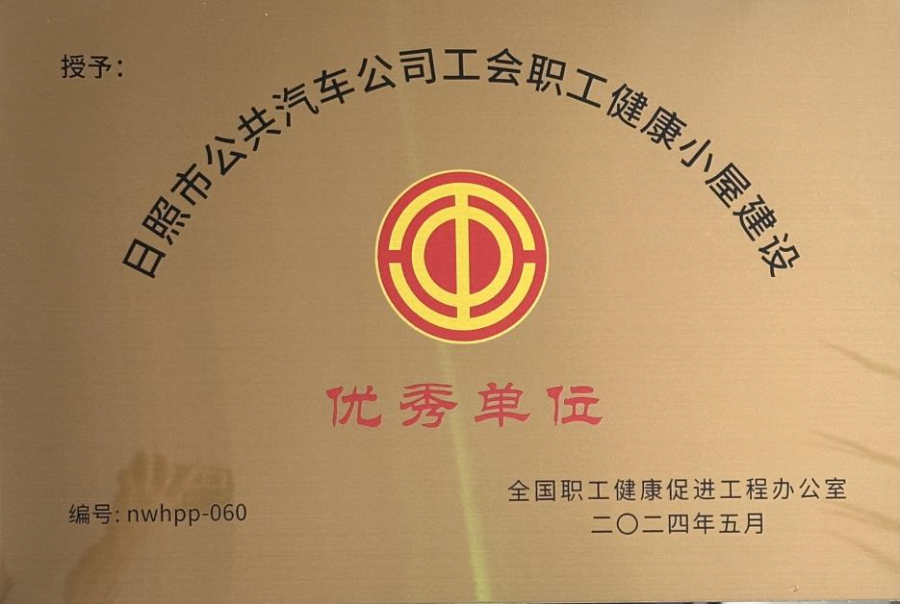 授予：
日照市公共汽车公司工会职工健康小屋建设
优秀单位
编号: nwhpp-060
全国职工健康促进工程办公室
二〇二四年五月